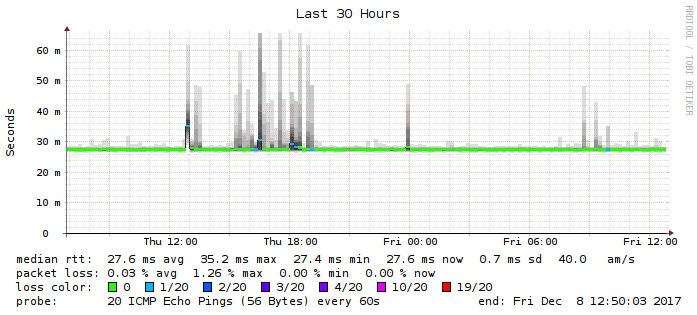 Last 30 Hours
RRDTOOL / TOBI OETIKER
Seconds
60 m
50 m
40 m
30 m
20 m
10 m
0
Thu 12:00 Thu 18:00 Fri 00:00 Fri 06:00 Fri 12:00
median rtt: 27.6 ms avg 35.2 ms max 27.4 ms min 27.6 ms now 0.7 ms sd 40.0 am/s
packet loss: 0.03 % avg 1.26 % max 0.00 % min 0.00 % now
loss color: 0 1/20 2/20 3/20 4/20 10/20 19/20
probe: 20 ICMP Echo Pings (56 Bytes) every 60s end: Fri Dec 8 12:50:03 2017